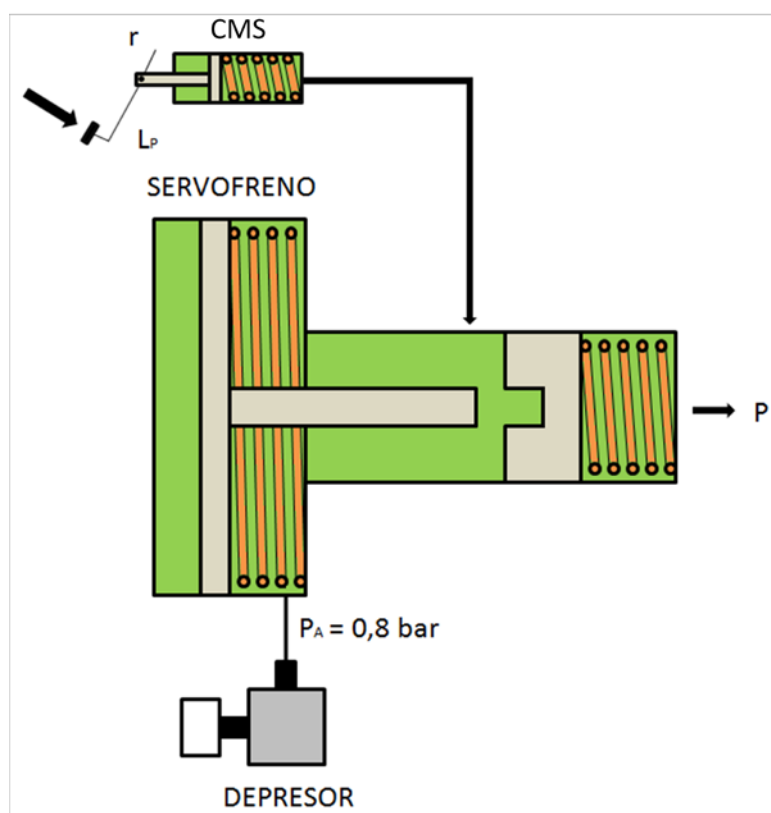 CMS
r
LP
SERVOFRENO
P
PA = 0,8 bar
DEPRESOR